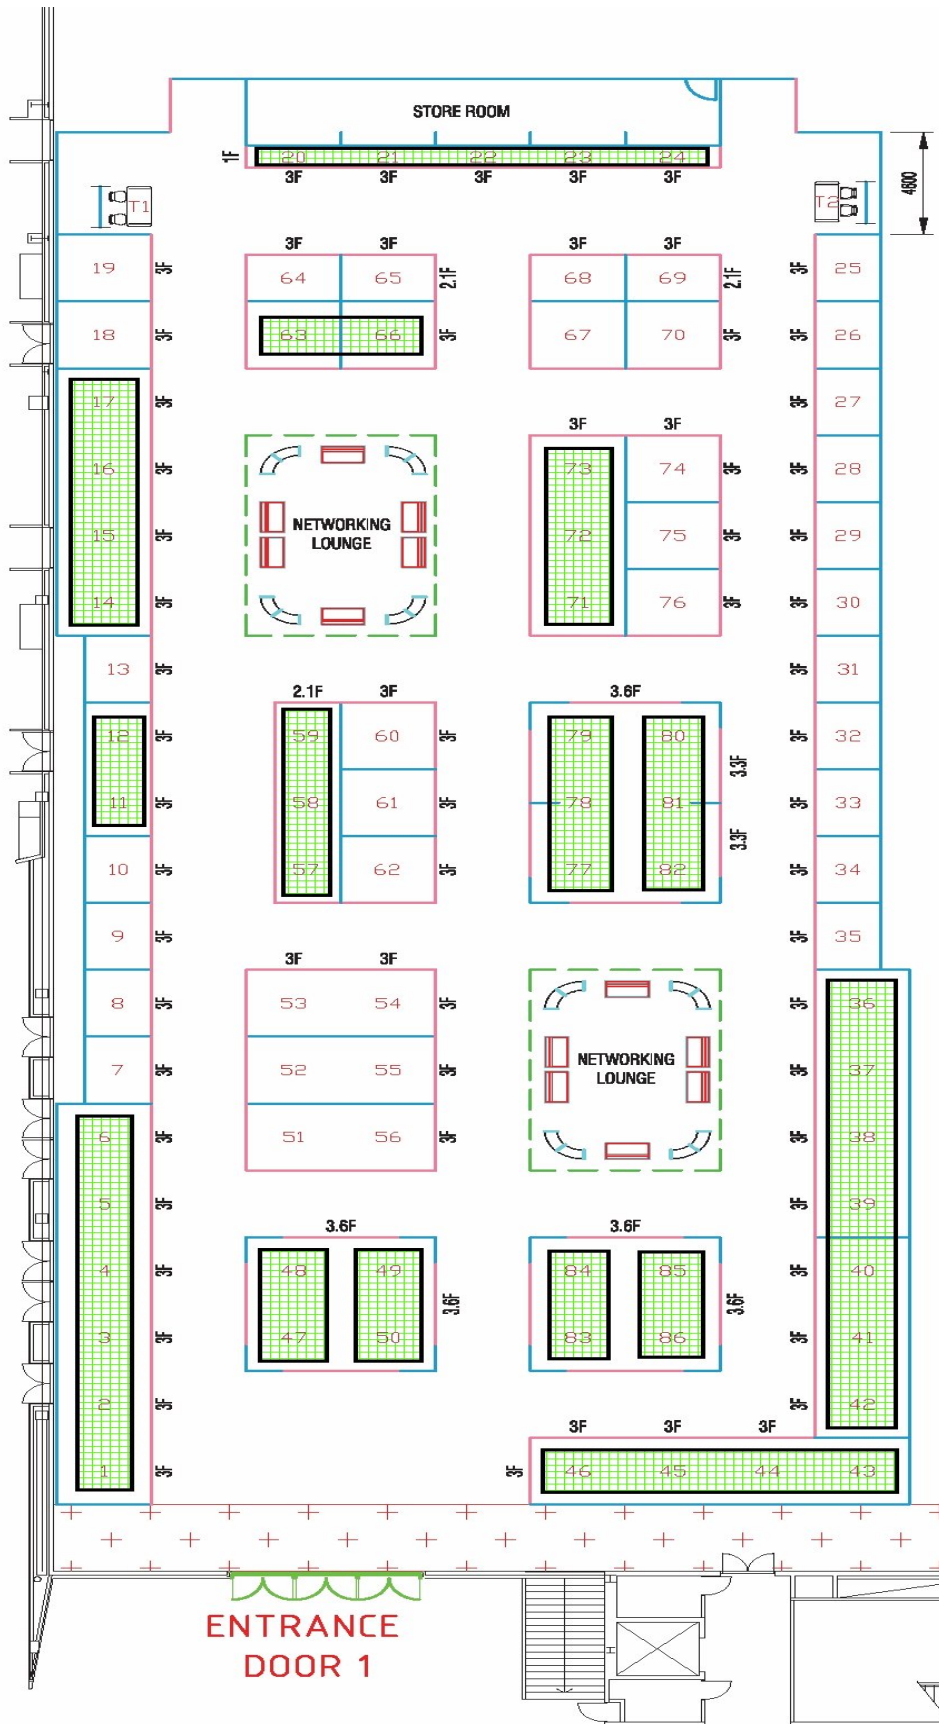 STORE ROOM
1F 20 21 22 23 24
3F 3F 3F 3F 3F
T1 T2 4600
3F 3F 3F 3F
19 3F 64 65 2.1F 68 69 2.1F 3F 25
18 3F 63 66 3F 67 70 3F 3F 26
17 3F 3F 27
3F 3F
16 3F 73 74 3F 3F 28
NETWORKING
LOUNGE
15 3F 72 75 3F 3F 29
14 3F 71 76 3F 3F 30
13 3F 3F 31
2.1F 3F 3.6F
12 3F 59 60 3F 79 80 3.3F 3F 32
11 3F 58 61 3F 78 81 3F 33
10 3F 57 62 3F 77 82 3.3F 3F 34
9 3F 3F 35
3F 3F
8 3F 53 54 3F 3F 36
NETWORKING
LOUNGE
7 3F 52 55 3F 3F 37
6 3F 51 56 3F 3F 38
5 3F 3F 39
3.6F 3.6F
4 3F 48 49 84 85 3F 40
3.6F 3.6F
3 3F 47 50 83 86 3F 41
2 3F 3F 42
3F 3F 3F
1 3F 3F 46 45 44 43
ENTRANCE
DOOR 1